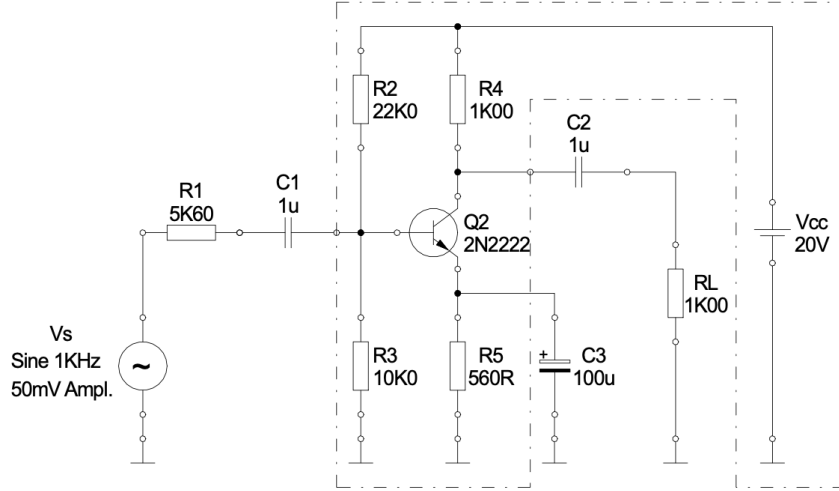 R2
22K0
R4
1K00
C2
1u
R1
5K60
C1
1u
Q2
2N2222
Vcc
20V
RL
1K00
Vs
Sine 1KHz
50mV Ampl.
~
R3
10K0
R5
560R
+
C3
100u